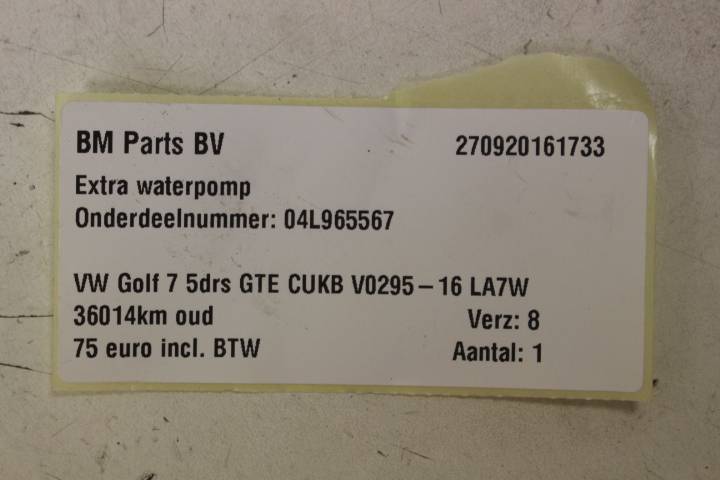 BM Parts BV 270920161733
Extra waterpomp
Onderdeelnummer: 04L965567
VW Golf 7 5drs GTE CUKB V0295-16 LA7W
36014km oud Verz: 8
75 euro incl. BTW Aantal: 1